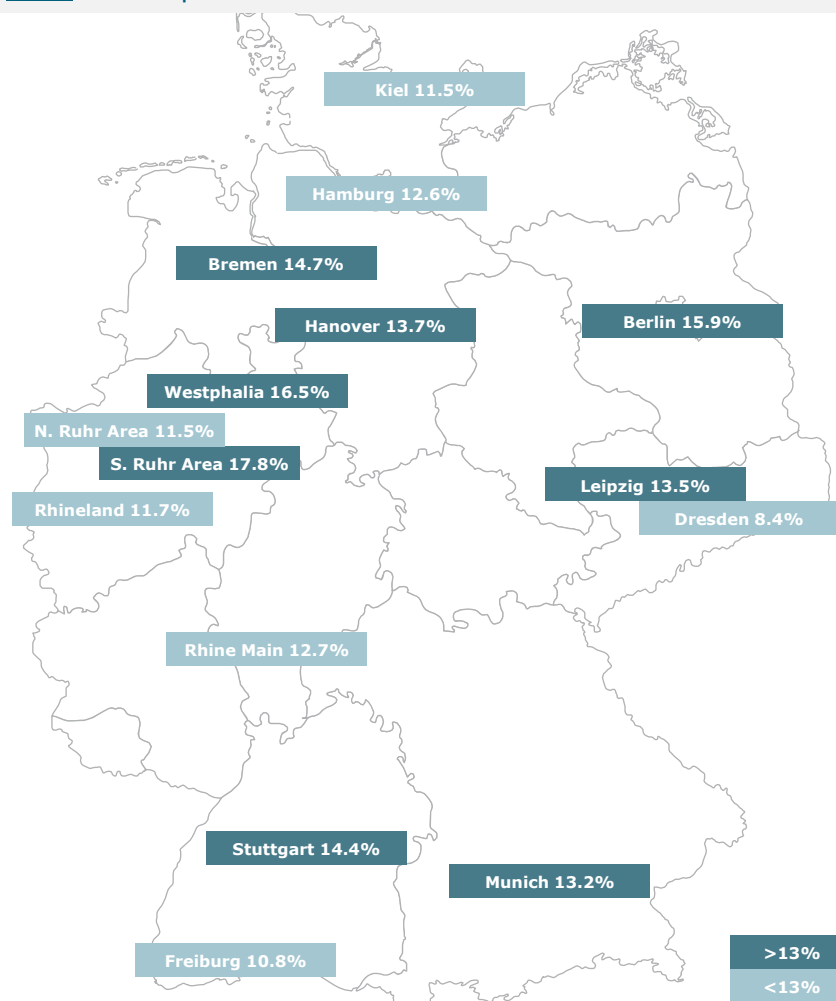 Kiel 11.5%
Hamburg 12.6%
Bremen 14.7%
Hanover 13.7%
Berlin 15.9%
Westphalia 16.5%
N. Ruhr Area 11.5%
S. Ruhr Area 17.8%
Leipzig 13.5%
Rhineland 11.7%
Dresden 8.4%
Rhine Main 12.7%
Stuttgart 14.4%
Munich 13.2%
Freiburg 10.8%
>13%
<13%